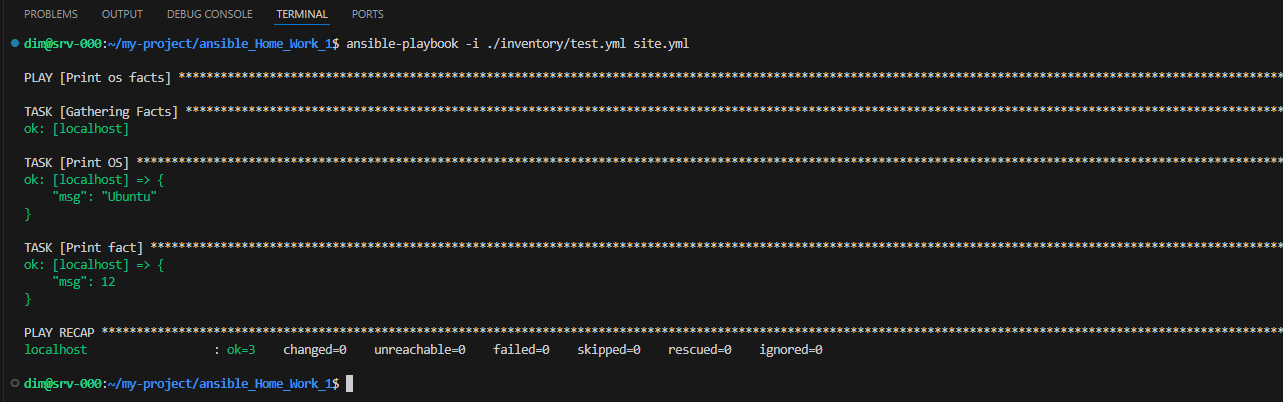 PROBLEMS OUTPUT DEBUG CONSOLE TERMINAL PORTS
dim@srv-000:~/my-project/ansible_Home_Work_1$ ansible-playbook -i ./inventory/test.yml site.yml
PLAY [Print os facts] ****************************************************************************************************************************************************************
TASK [Gathering Facts] ***************************************************************************************************************************************************************
ok: [localhost]
TASK [Print OS] **********************************************************************************************************************************************************************
ok: [localhost] => {
    "msg": "Ubuntu"
}
TASK [Print fact] ********************************************************************************************************************************************************************
ok: [localhost] => {
    "msg": 12
}
PLAY RECAP ***************************************************************************************************************************************************************************
localhost                  : ok=3    changed=0    unreachable=0    failed=0    skipped=0    rescued=0    ignored=0
dim@srv-000:~/my-project/ansible_Home_Work_1$